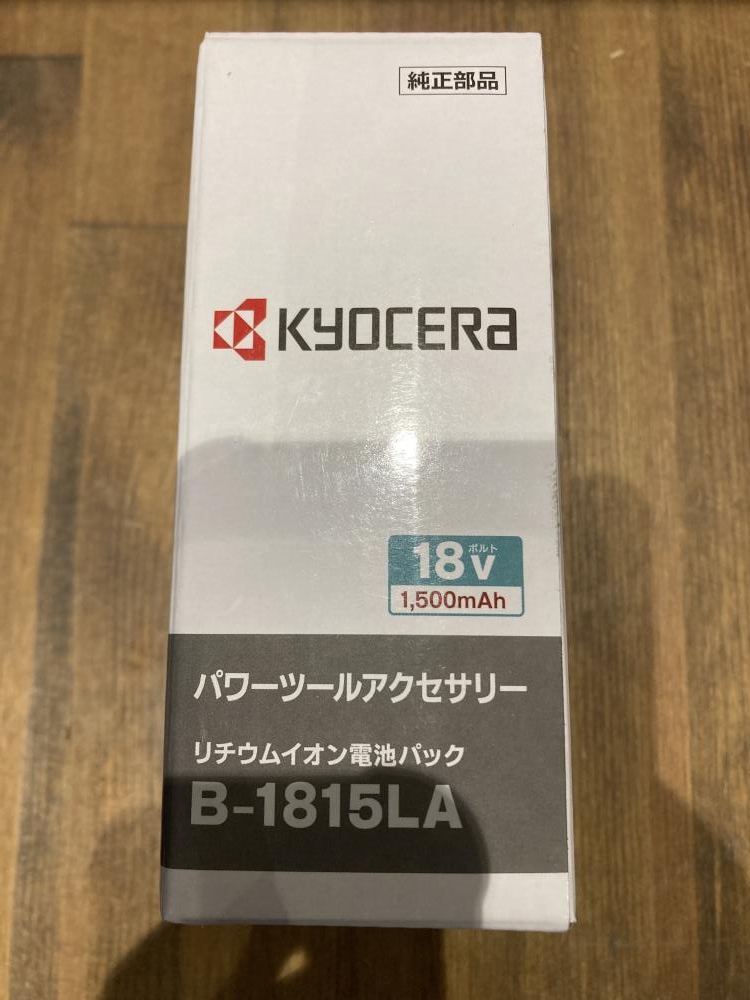 純正部品
KYOCERA
18V
ボルト
1,500mAh
パワーツールアクセサリー
リチウムイオン電池パック
B-1815LA